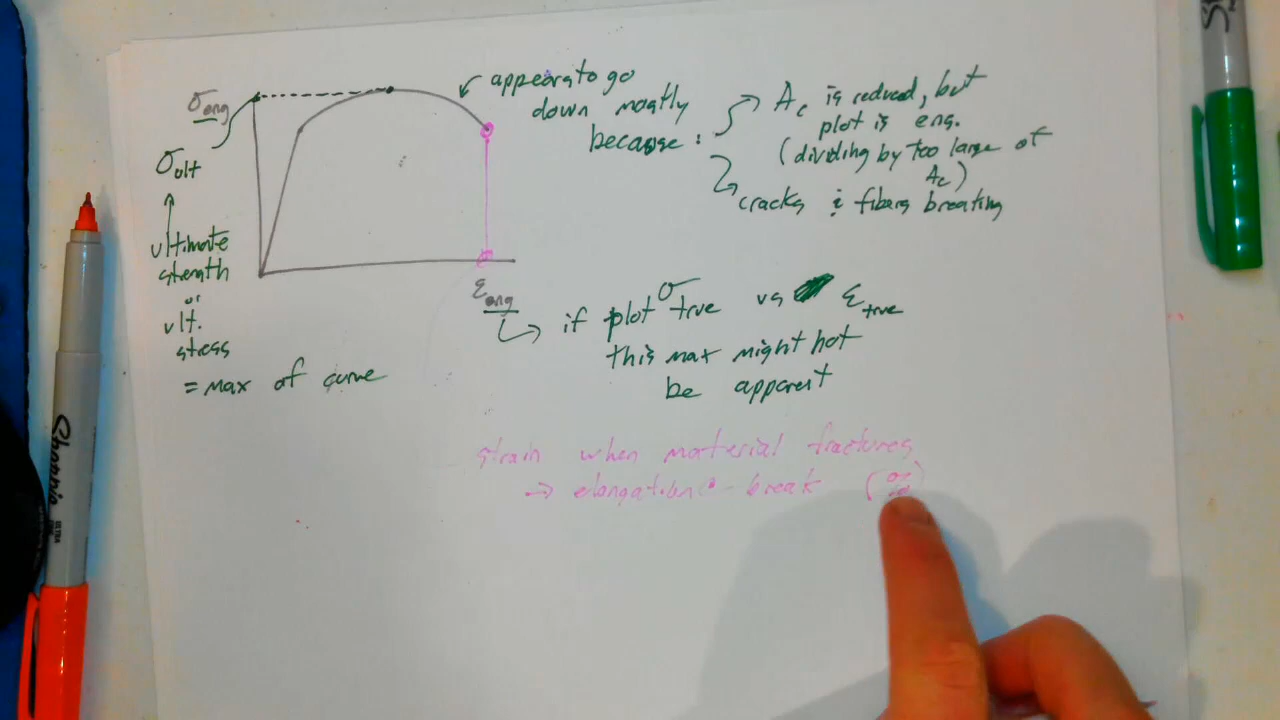 σeng
σult
↑
ultimate
strength
or
ult.
stress
= max of curve
appears to go
down mostly
because :
Ac is reduced, but
plot is eng.
(dividing by too large of
Ac)
cracks & fibers breaking
εeng
if plot σtrue vs εtrue
this max might not
be apparent
strain when material fractures
→ elongation - break (
Sharpie